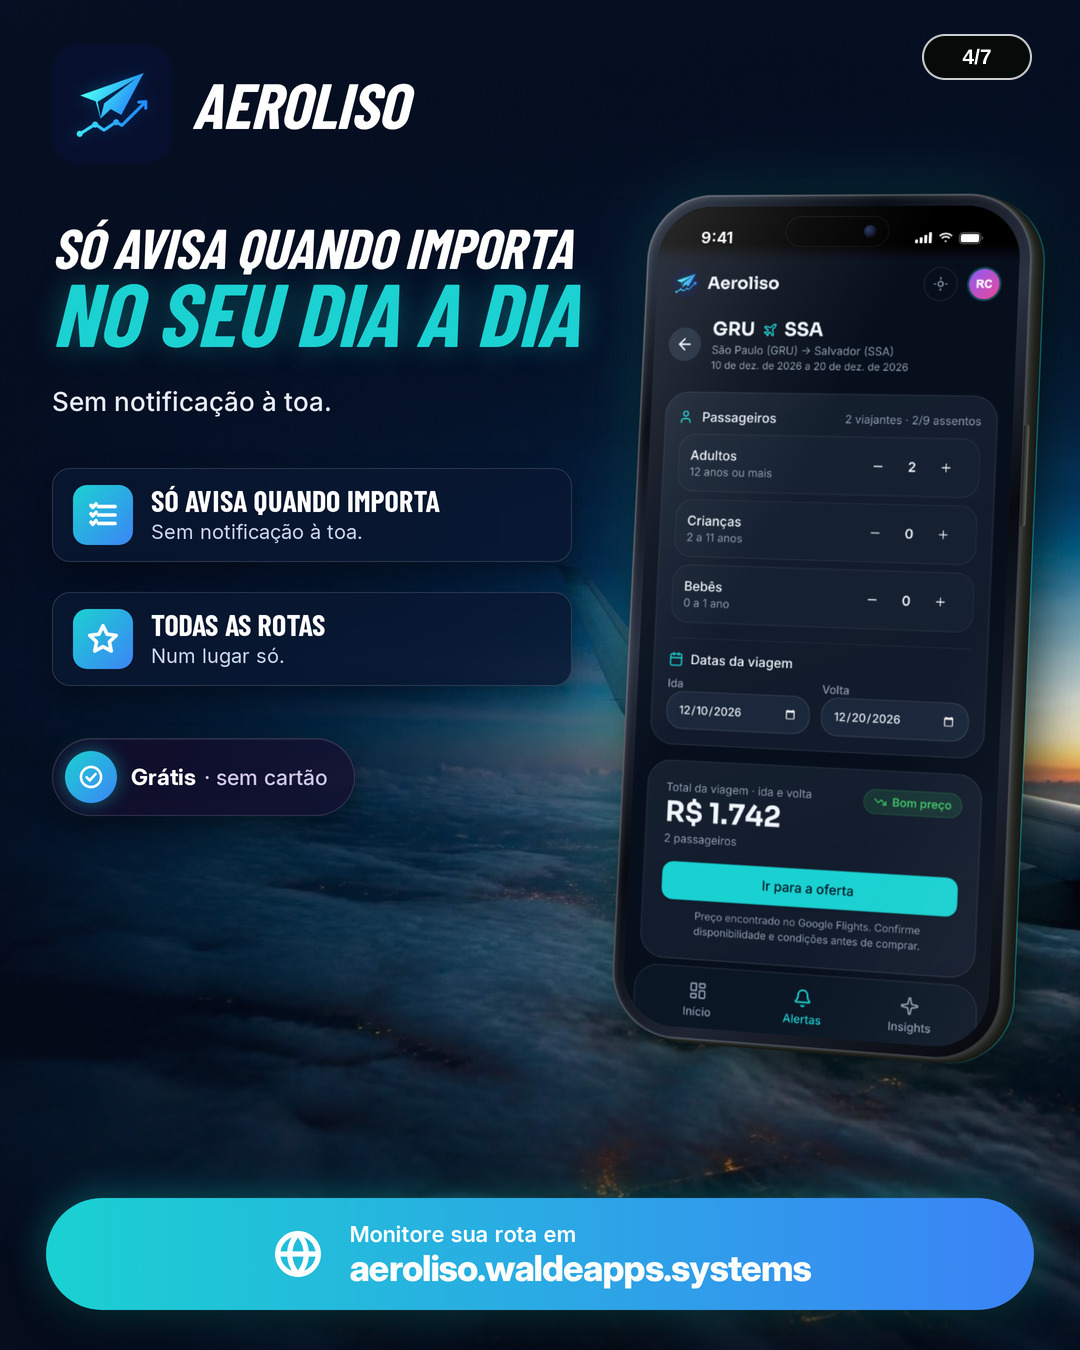 AEROLISO
4/7
SÓ AVISA QUANDO IMPORTA
NO SEU DIA A DIA
Sem notificação à toa.
SÓ AVISA QUANDO IMPORTA
Sem notificação à toa.
TODAS AS ROTAS
Num lugar só.
Grátis · sem cartão
9:41
Aeroliso
RC
GRU SSA
São Paulo (GRU) → Salvador (SSA)
10 de dez. de 2026 a 20 de dez. de 2026
Passageiros
2 viajantes · 2/9 assentos
Adultos
12 anos ou mais
− 2 +
Crianças
2 a 11 anos
− 0 +
Bebês
0 a 1 ano
− 0 +
Datas da viagem
Ida
Volta
12/10/2026
12/20/2026
Total da viagem · ida e volta
R$ 1.742
Bom preço
2 passageiros
Ir para a oferta
Preço encontrado no Google Flights. Confirme
disponibilidade e condições antes de comprar.
Início
Alertas
Insights
Monitore sua rota em
aeroliso.waldeapps.systems